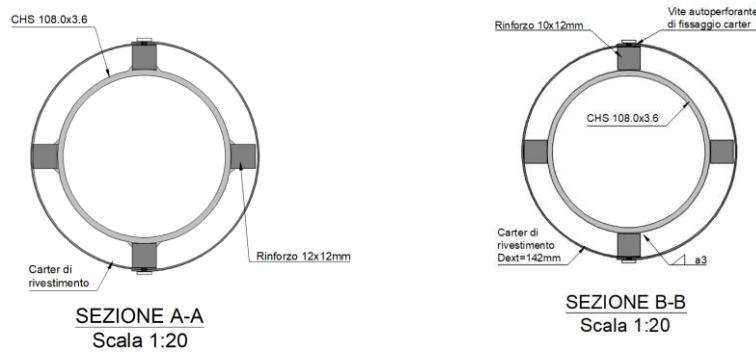 CHS 108.0x3.6
Rinforzo 12x12mm
Carter di
rivestimento
SEZIONE A-A
Scala 1:20
Vite autoperforante
di fissaggio carter
Rinforzo 10x12mm
CHS 108.0x3.6
Carter di
rivestimento
Dext=142mm
a3
SEZIONE B-B
Scala 1:20